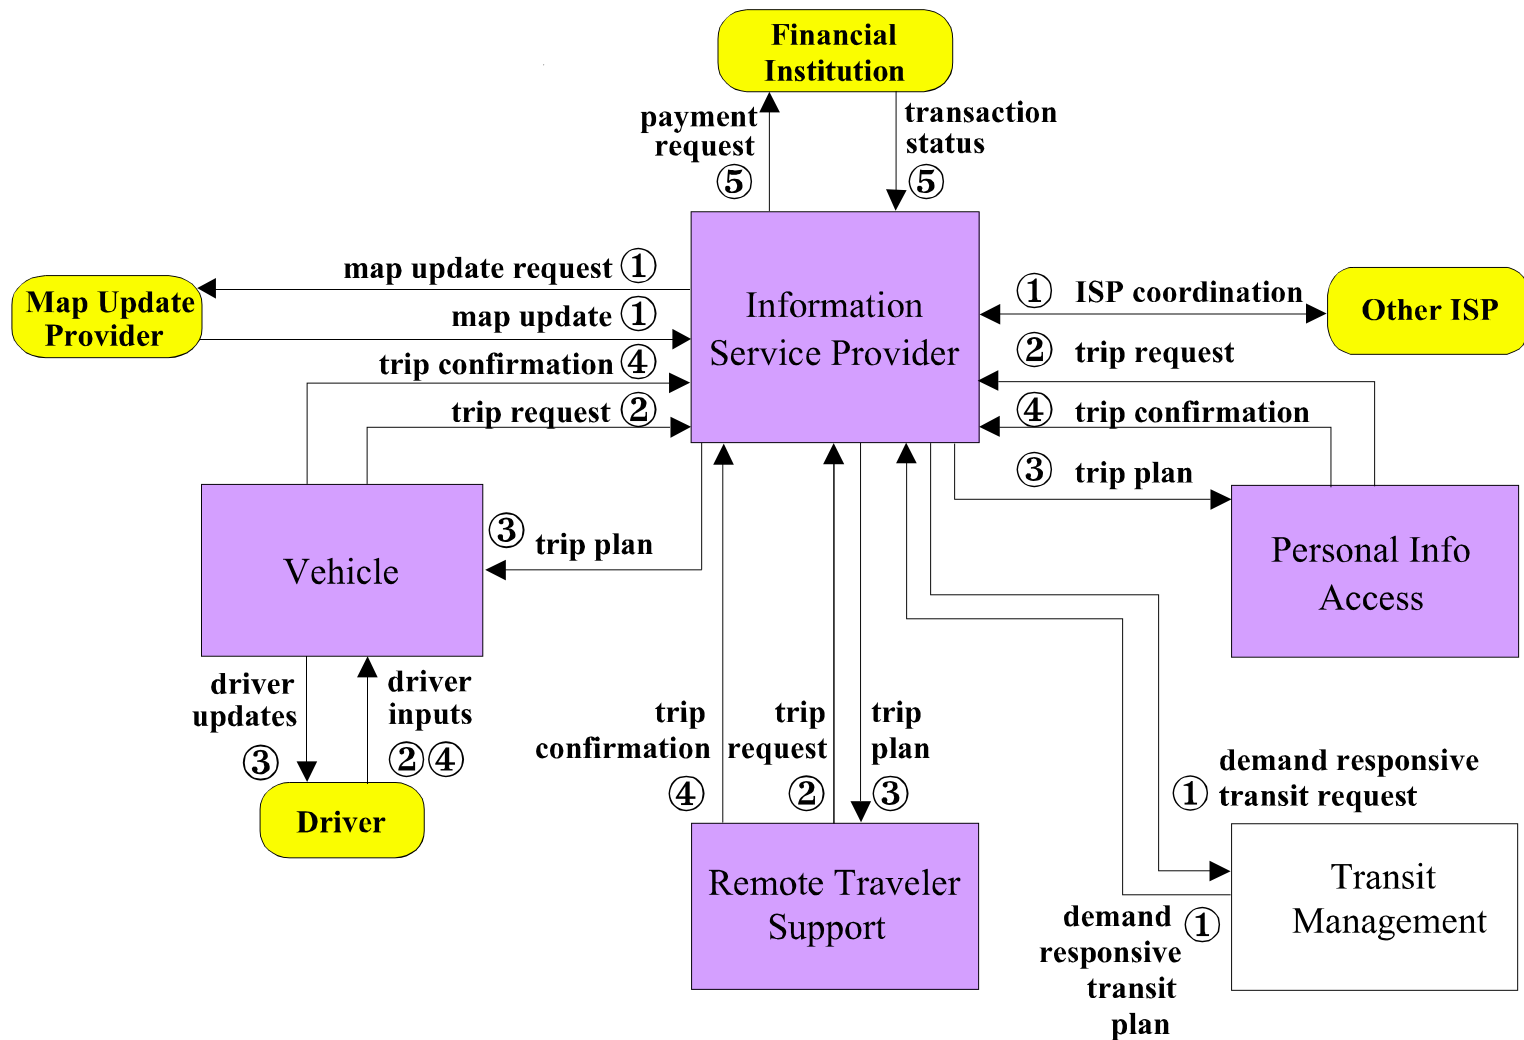 Financial
Institution
payment
request
⑤
transaction
status
⑤
map update request ①
Map Update
Provider
map update ①
trip confirmation ④
trip request ②
Information
Service Provider
① ISP coordination
Other ISP
② trip request
④ trip confirmation
③ trip plan
Vehicle
③ trip plan
Personal Info
Access
driver
updates
③
driver
inputs
② ④
Driver
trip
confirmation
④
trip
request
②
trip
plan
③
Remote Traveler
Support
① demand responsive
transit request
Transit
Management
demand ①
responsive
transit
plan